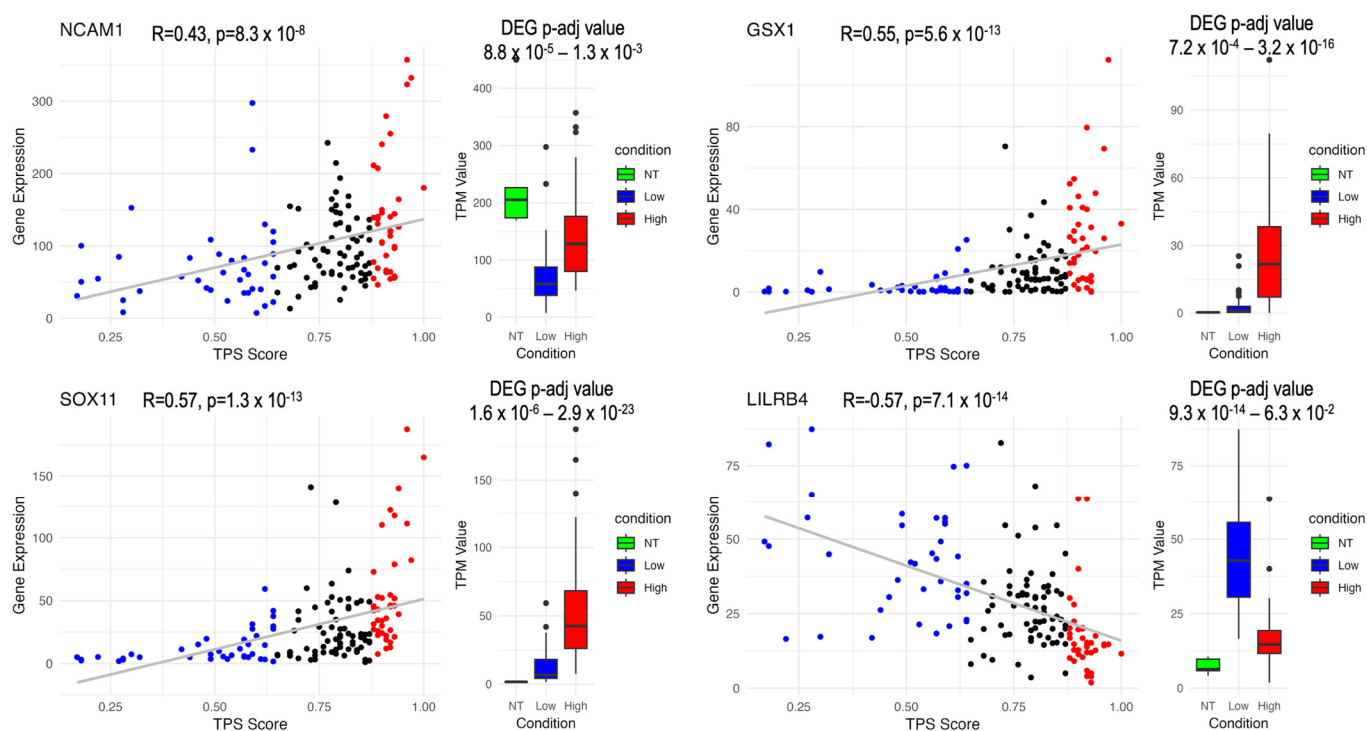 NCAM1 R=0.43, p=8.3 x 10-8
DEG p-adj value
8.8 x 10-5 – 1.3 x 10-3
Gene Expression
300
200
100
0
0.25 0.50 0.75 1.00
TPS Score
TPM Value
400
300
200
100
0
NT Low High
Condition
condition
NT
Low
High
GSX1 R=0.55, p=5.6 x 10-13
DEG p-adj value
7.2 x 10-4 – 3.2 x 10-16
Gene Expression
80
40
0
0.25 0.50 0.75 1.00
TPS Score
TPM Value
90
60
30
0
NT Low High
Condition
condition
NT
Low
High
SOX11 R=0.57, p=1.3 x 10-13
DEG p-adj value
1.6 x 10-6 – 2.9 x 10-23
Gene Expression
150
100
50
0
0.25 0.50 0.75 1.00
TPS Score
TPM Value
150
100
50
0
NT Low High
Condition
condition
NT
Low
High
LILRB4 R=-0.57, p=7.1 x 10-14
DEG p-adj value
9.3 x 10-14 – 6.3 x 10-2
Gene Expression
75
50
25
0
0.25 0.50 0.75 1.00
TPS Score
TPM Value
75
50
25
0
NT Low High
Condition
condition
NT
Low
High